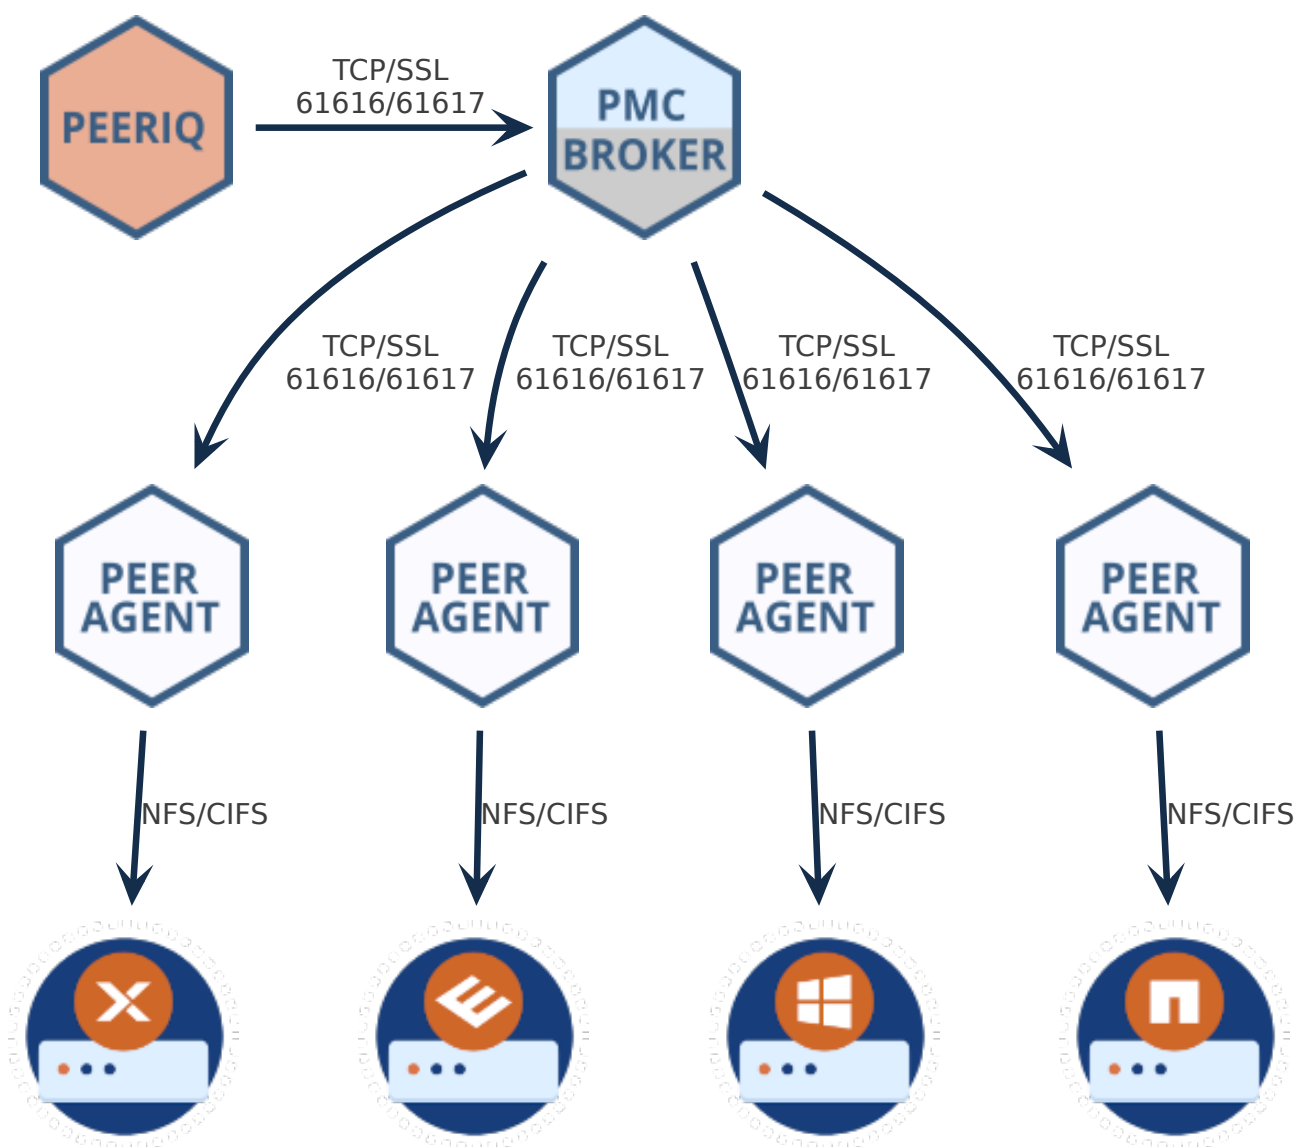 PEERIQ
TCP/SSL
61616/61617
PMC
BROKER
TCP/SSL
61616/61617
TCP/SSL
61616/61617
TCP/SSL
61616/61617
TCP/SSL
61616/61617
PEER
AGENT
PEER
AGENT
PEER
AGENT
PEER
AGENT
NFS/CIFS
NFS/CIFS
NFS/CIFS
NFS/CIFS